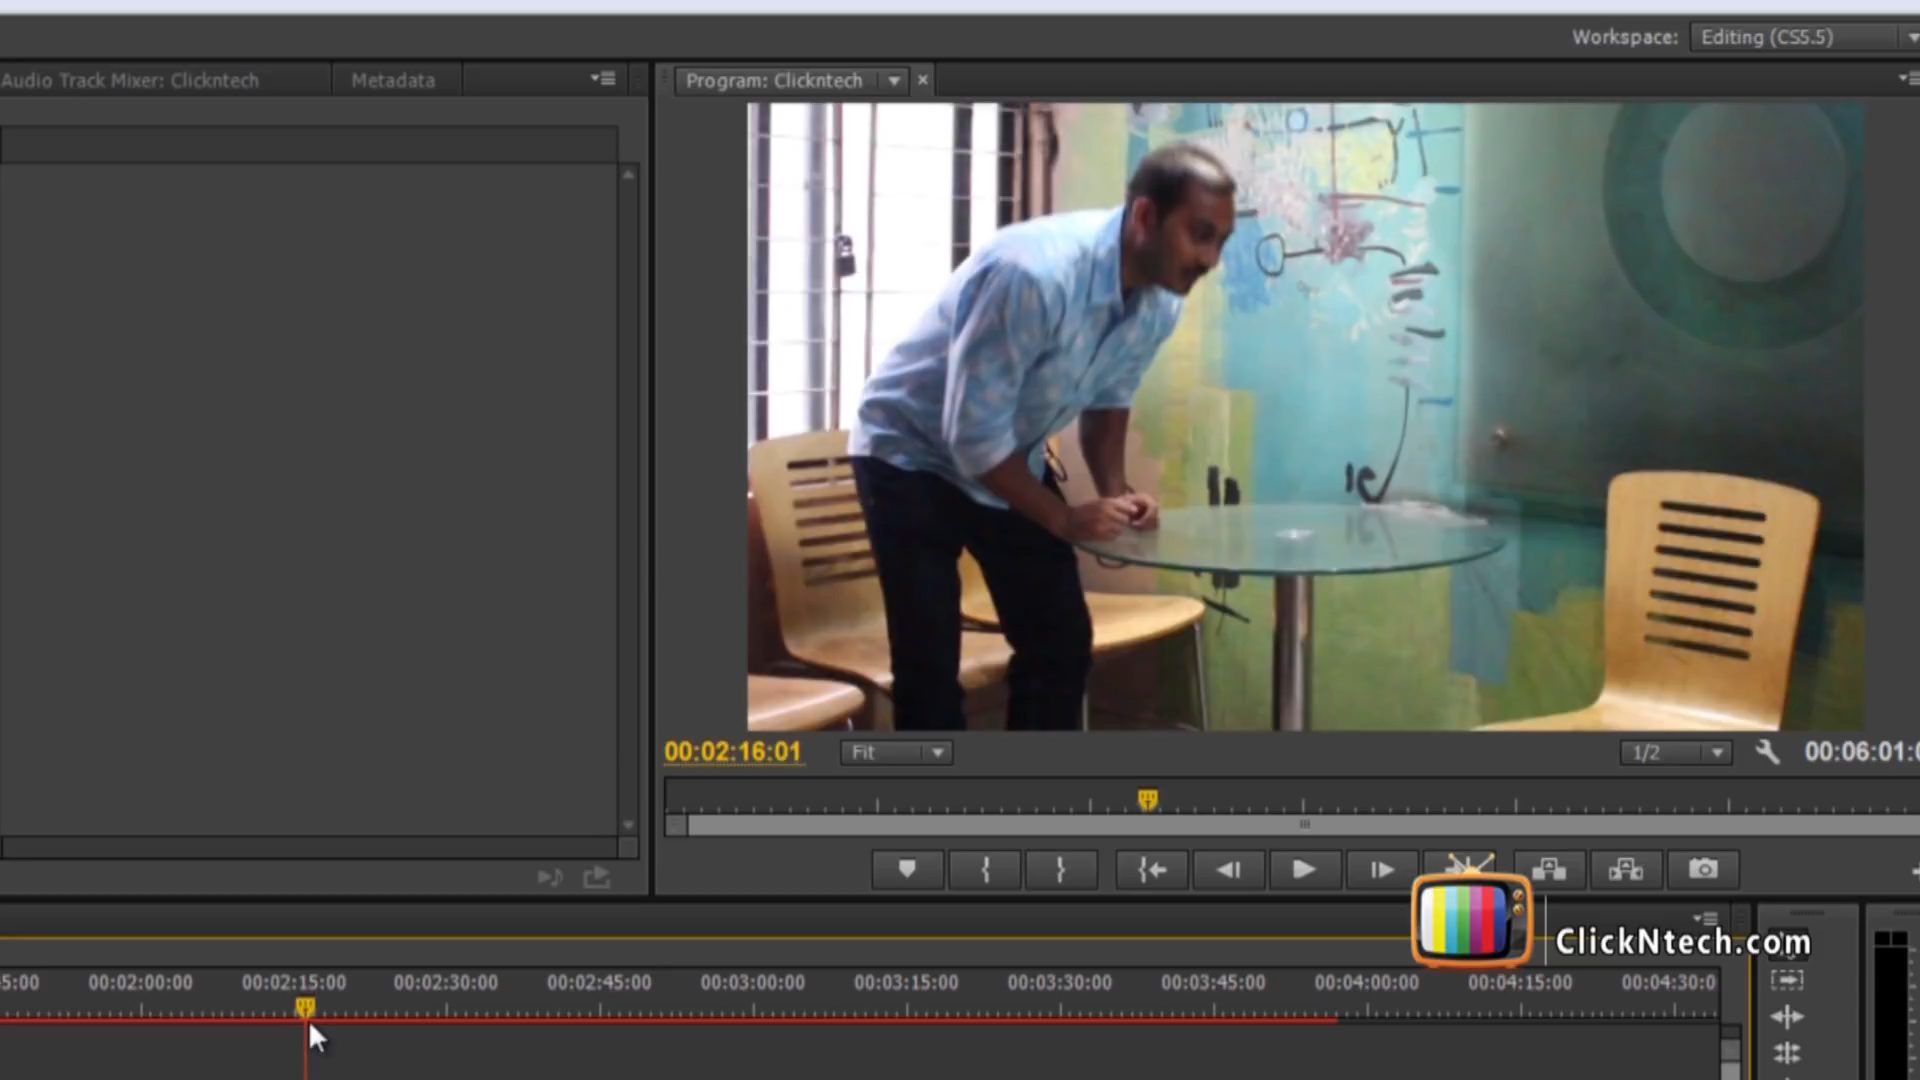 Workspace: Editing (CS5.5)
Audio Track Mixer: Clickntech
Metadata
Program: Clickntech
00:02:16:01
Fit
1/2
00:06:01:0
ClickNtech.com
5:00
00:02:00:00
00:02:15:00
00:02:30:00
00:02:45:00
00:03:00:00
00:03:15:00
00:03:30:00
00:03:45:00
00:04:00:00
00:04:15:00
00:04:30:0